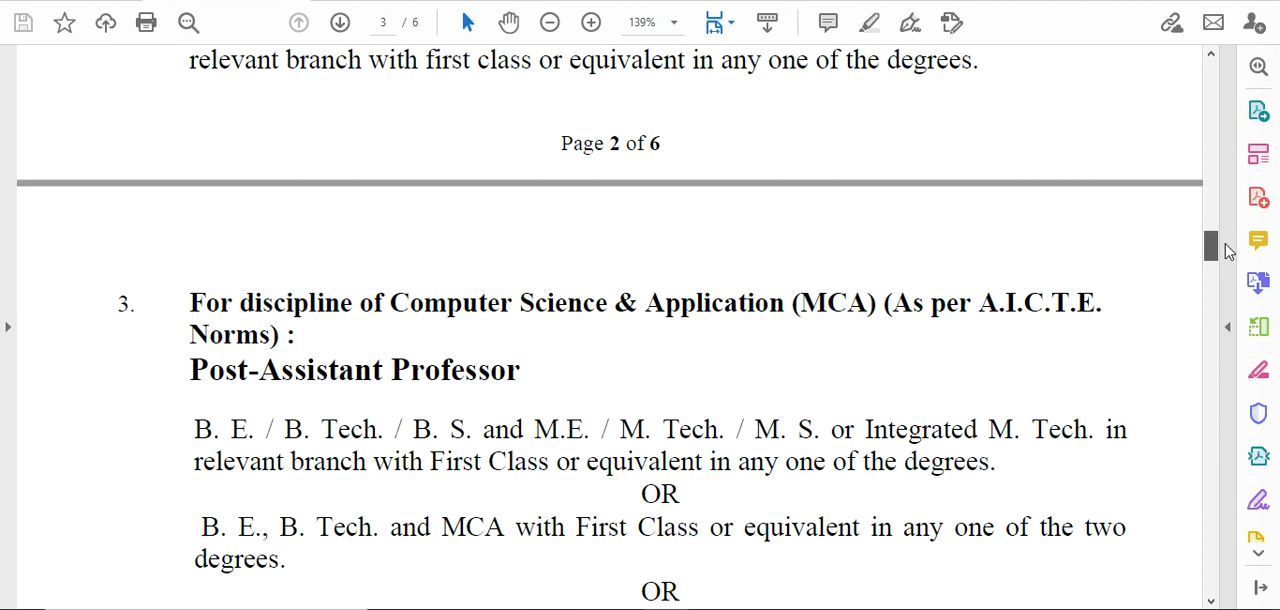 3 / 6
139%
relevant branch with first class or equivalent in any one of the degrees.
Page 2 of 6
3. For discipline of Computer Science & Application (MCA) (As per A.I.C.T.E.
Norms) :
Post-Assistant Professor
B. E. / B. Tech. / B. S. and M.E. / M. Tech. / M. S. or Integrated M. Tech. in
relevant branch with First Class or equivalent in any one of the degrees.
OR
B. E., B. Tech. and MCA with First Class or equivalent in any one of the two
degrees.
OR